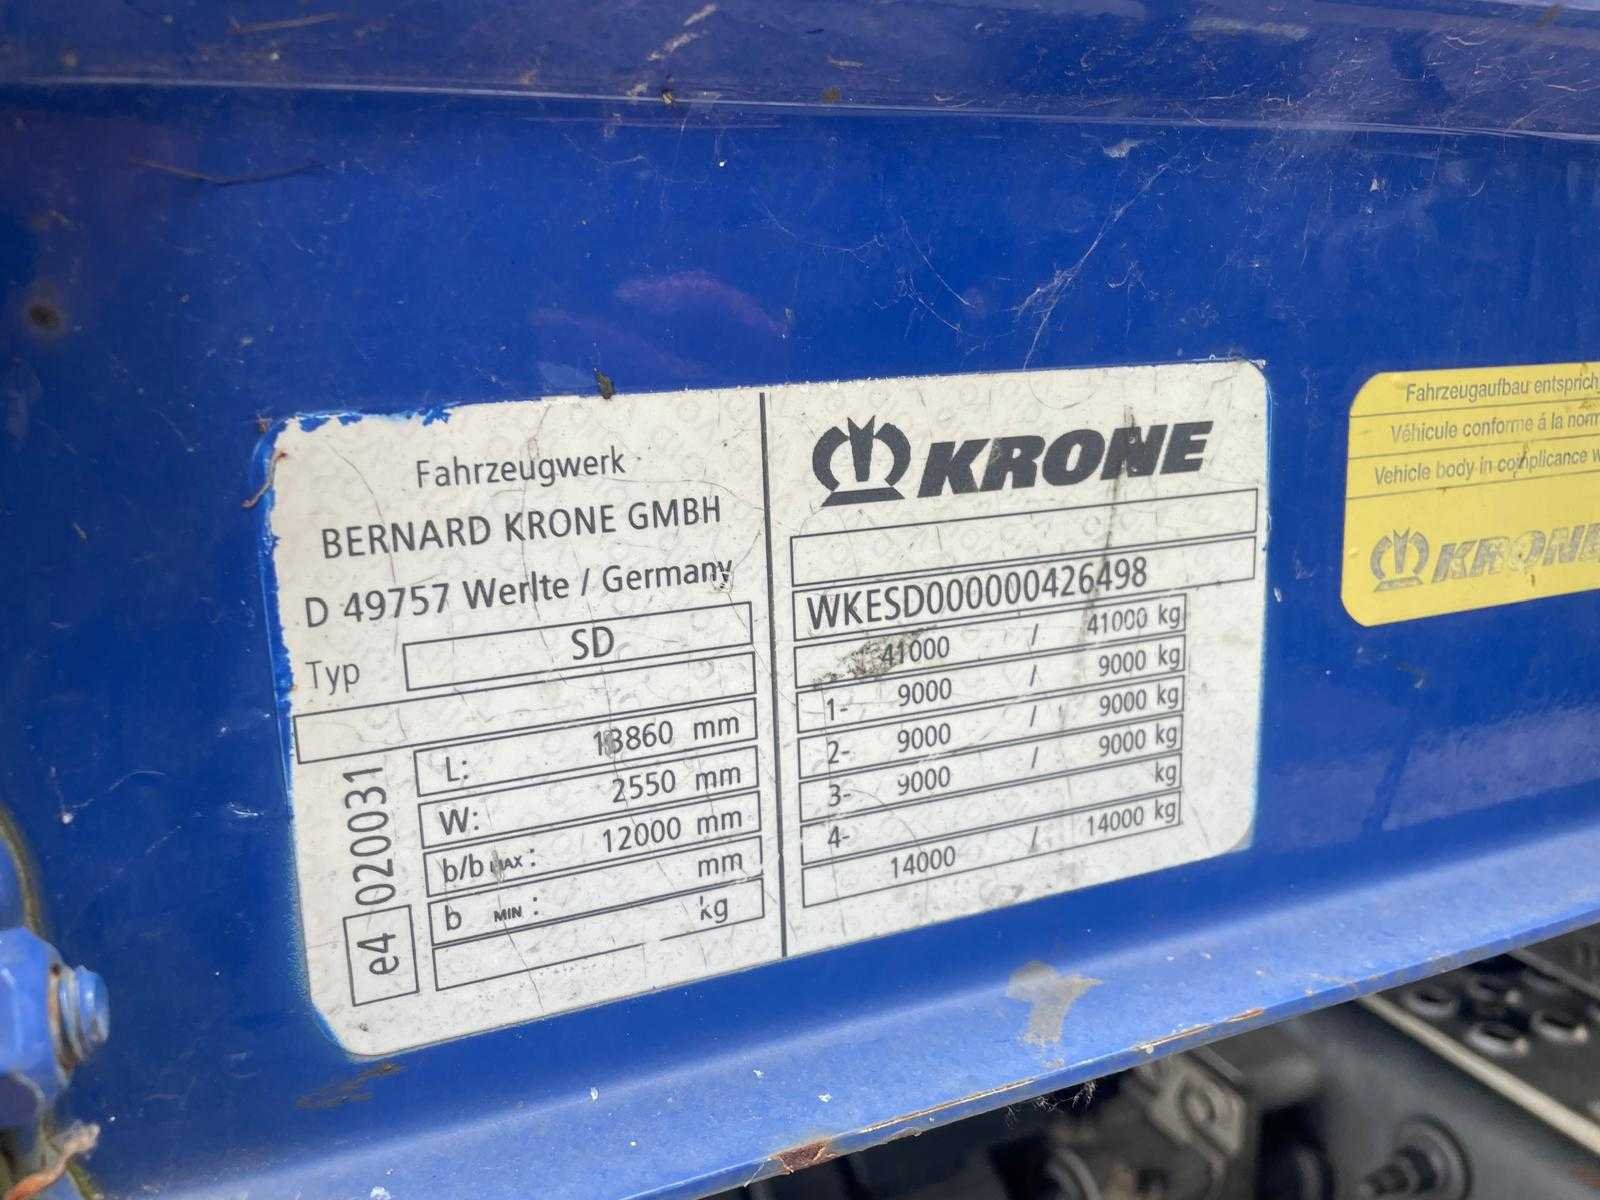 Fahrzeugwerk
BERNARD KRONE GMBH
D 49757 Werlte / Germany
Typ SD
L: 13860 mm
W: 2550 mm
b/b MAX : 12000 mm
b MIN : mm
kg
e4 020031
KRONE
WKESD000000426498
41000 / 41000 kg
1- 9000 / 9000 kg
2- 9000 / 9000 kg
3- 9000 / 9000 kg
4- kg
14000 / 14000 kg
Fahrzeugaufbau entsprich
Véhicule conforme á la norm
Vehicle body in complicance w
KRONE